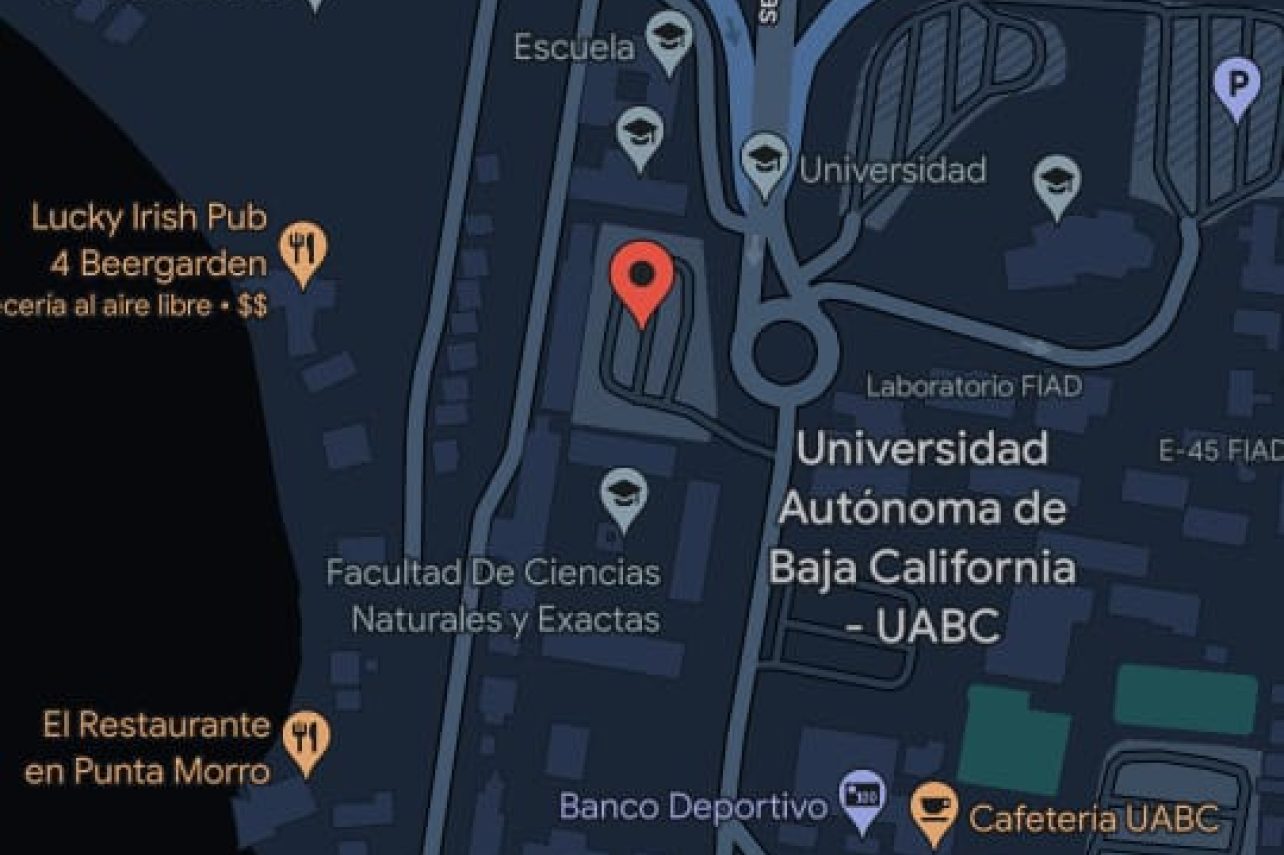 Escuela
Universidad
P
Lucky Irish Pub
4 Beergarden
cería al aire libre • $$
Laboratorio FIAD
Universidad
Autónoma de
Baja California
- UABC
E-45 FIAD
Facultad De Ciencias
Naturales y Exactas
El Restaurante
en Punta Morro
Banco Deportivo
Cafeteria UABC